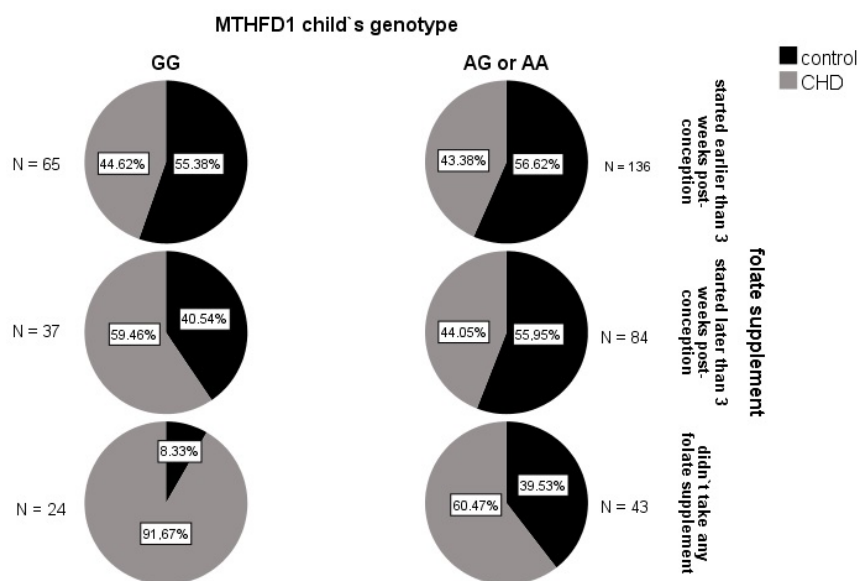 MTHFD1 child`s genotype
GG
AG or AA
control
CHD
N = 65
44.62%
55.38%
43.38%
56.62%
N = 136
started earlier than 3
weeks post-
conception
N = 37
59.46%
40.54%
44.05%
55,95%
N = 84
started later than 3
weeks post-
conception
folate supplement
N = 24
8.33%
91,67%
60.47%
39.53%
N = 43
didn`t take any
folate supplement